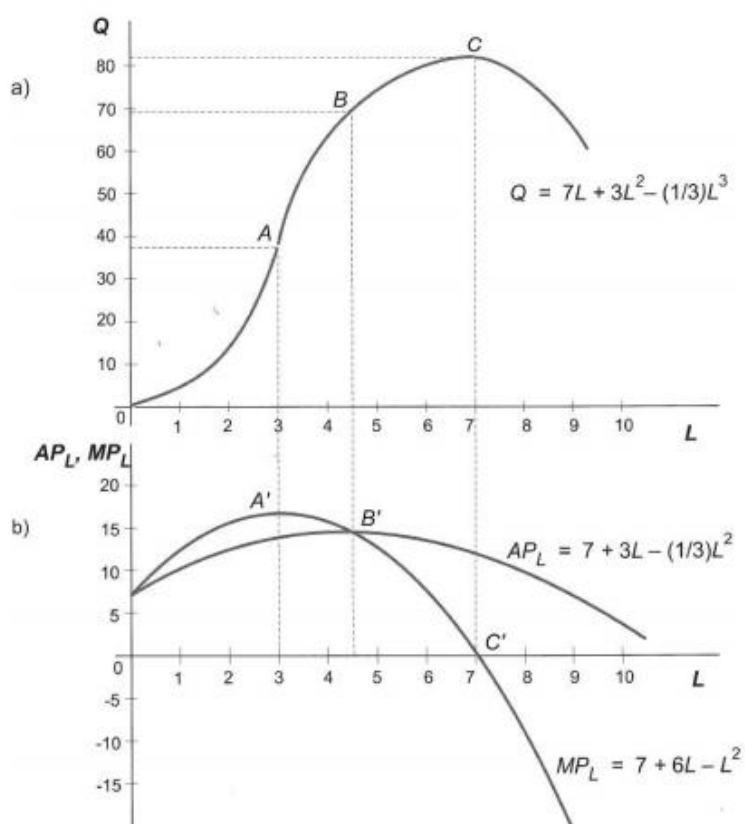 Q
a)
80
70
60
50
40
30
20
10
0
A
B
C
Q = 7L + 3L² – (1/3)L³
1 2 3 4 5 6 7 8 9 10
L
AP_L, MP_L
b)
20
15
10
5
0
-5
-10
-15
A'
B'
C'
AP_L = 7 + 3L – (1/3)L²
1 2 3 4 5 6 7 8 9 10
L
MP_L = 7 + 6L – L²